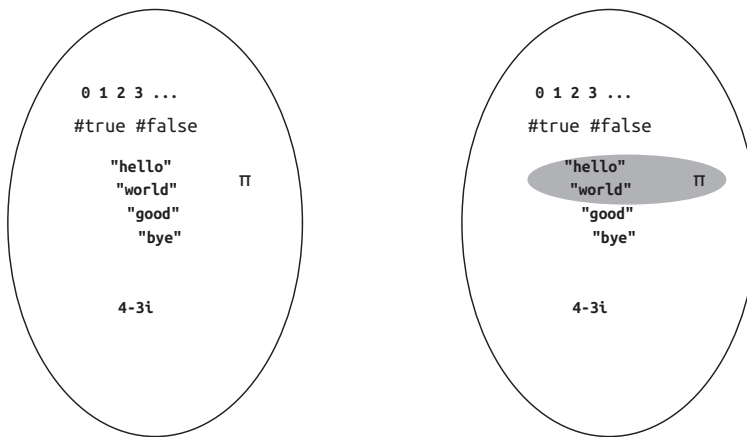 0 1 2 3 ...
#true #false
"hello"
"world"
π
"good"
"bye"
4-3i
0 1 2 3 ...
#true #false
"hello"
"world"
π
"good"
"bye"
4-3i